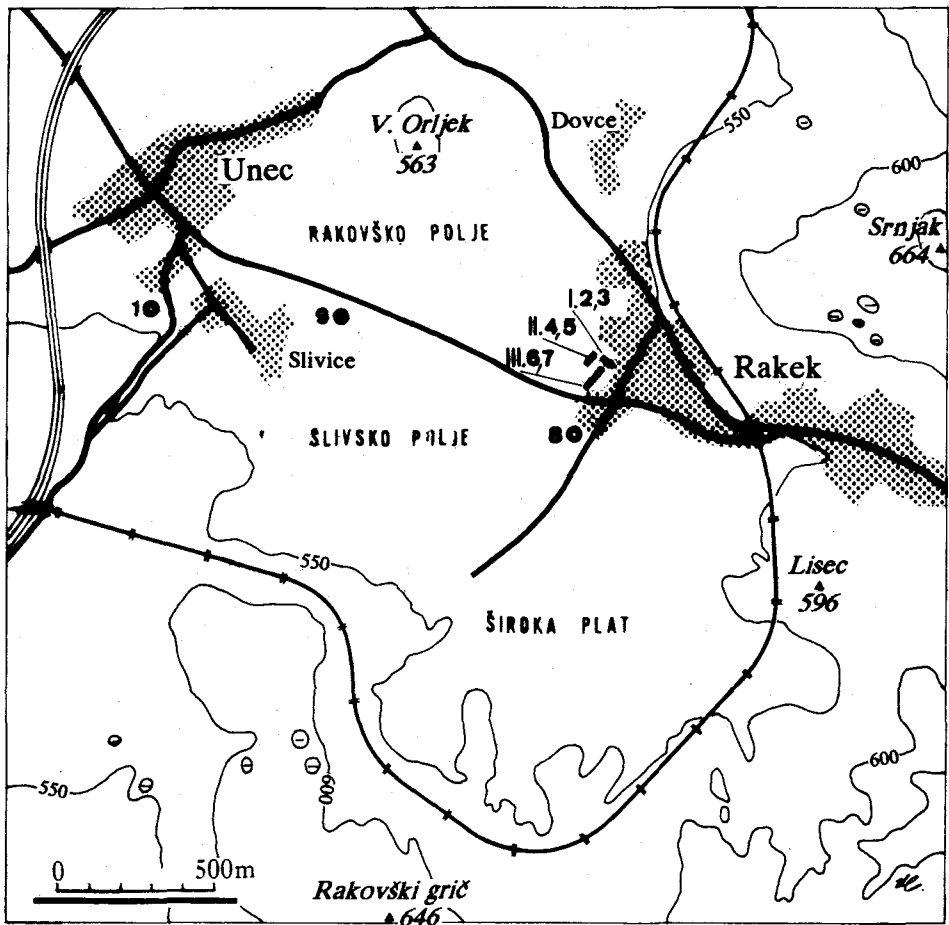 V. Orljek
563
Dovce
550
600
Unec
Srnjak
664
RAKOVŠKO POLJE
1
9
I.2,3
II.4,5
III.6,7
Slivice
Rakek
SLIVSKO POLJE
8
550
Lisec
596
ŠIROKA PLAT
550
600
600
0 500m
Rakovški grič
646